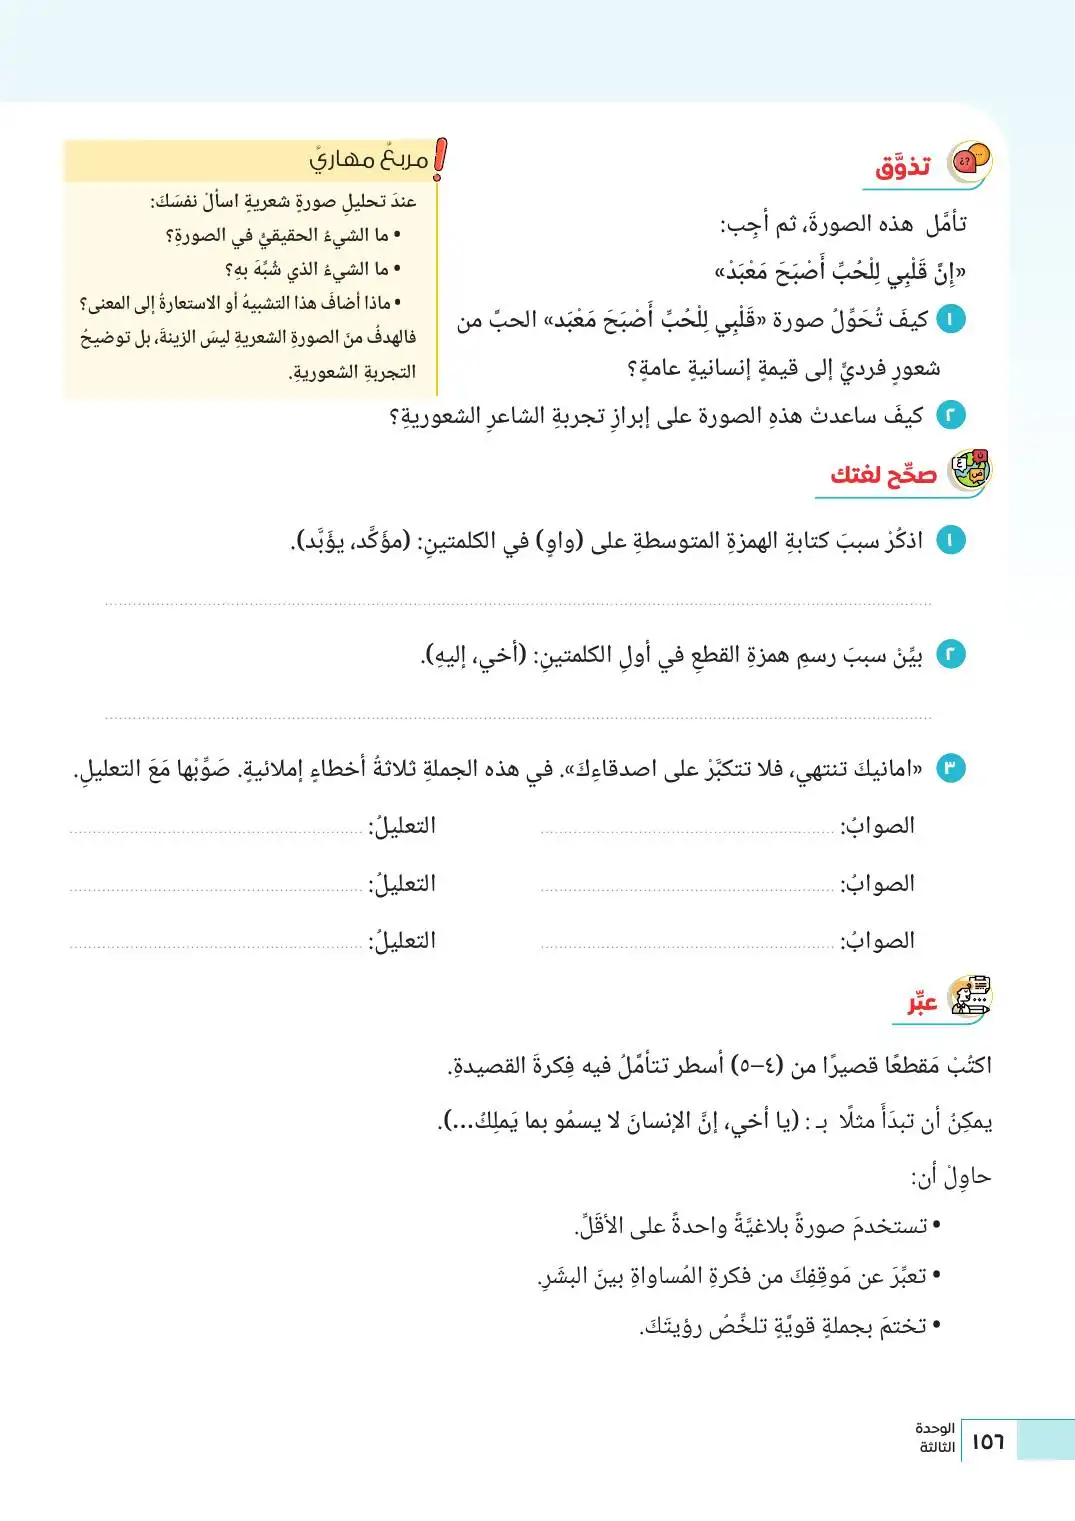 تذوَّق
تأمَّل هذه الصورةَ، ثم أجِب:
«إِنَّ قَلْبِي لِلْحُبِّ أَصْبَحَ مَعْبَدْ»
١ كيفَ تُحَوِّلُ صورة «قَلْبِي لِلْحُبِّ أَصْبَحَ مَعْبَد» الحبَّ من
شعورٍ فرديٍّ إلى قيمةٍ إنسانيةٍ عامةٍ؟
٢ كيفَ ساعدتْ هذهِ الصورة على إبرازِ تجربةِ الشاعرِ الشعوريةِ؟
مربعُ مهاريٌ
عندَ تحليلِ صورةٍ شعريةٍ اسألْ نفسَكَ:
• ما الشيءُ الحقيقيُّ في الصورةِ؟
• ما الشيءُ الذي شُبِّهَ بهِ؟
• ماذا أضافَ هذا التشبيهُ أو الاستعارةُ إلى المعنى؟
فالهدفُ منَ الصورةِ الشعريةِ ليسَ الزينةَ، بل توضيحُ
التجربةِ الشعوريةِ.
صحِّح لغتك
١ اذكُرْ سببَ كتابةِ الهمزةِ المتوسطةِ على (واوٍ) في الكلمتينِ: (مؤَكَّد، يؤَبَّد).
٢ بيِّنْ سببَ رسمِ همزةِ القطعِ في أولِ الكلمتينِ: (أخي، إليهِ).
٣ «امانيكَ تنتهي، فلا تتكبَّرْ على اصدقاءِكَ». في هذه الجملةِ ثلاثةُ أخطاءٍ إملائيةٍ. صَوِّبْها مَعَ التعليلِ.
الصوابُ: التعليلُ:
الصوابُ: التعليلُ:
الصوابُ: التعليلُ:
عبِّر
اكتُبْ مَقطعًا قصيرًا من (٤–٥) أسطر تتأمَّلُ فيه فِكرةَ القصيدةِ.
يمكِنُ أن تبدَأَ مثلًا بـ : (يا أخي، إنَّ الإنسانَ لا يسمُو بما يَملِكُ...).
حاوِلْ أن:
• تستخدمَ صورةً بلاغيَّةً واحدةً على الأقَلِّ.
• تعبِّرَ عن مَوقِفِكَ من فكرةِ المُساواةِ بينَ البشَرِ.
• تختمَ بجملةٍ قويَّةٍ تلخِّصُ رؤيتَكَ.
الوحدة
الثالثة
١٥٦